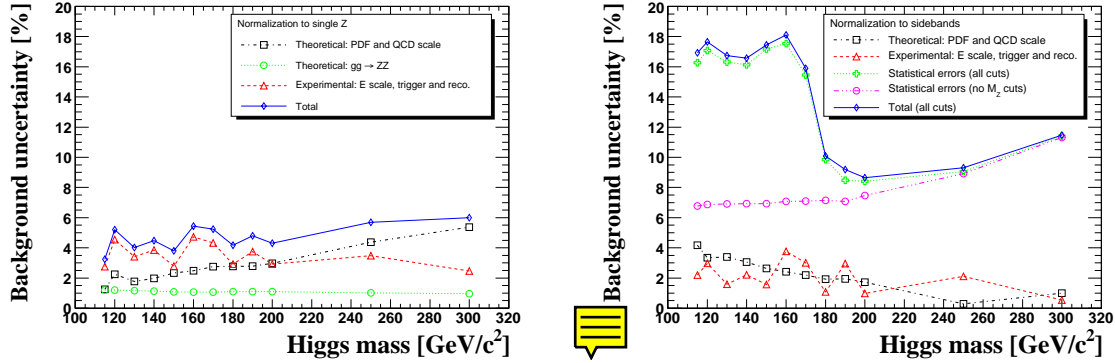 Background uncertainty [%]
20
18
16
14
12
10
8
6
4
2
0
Normalization to single Z
Theoretical: PDF and QCD scale
Theoretical: gg → ZZ
Experimental: E scale, trigger and reco.
Total
100 120 140 160 180 200 220 240 260 280 300 320
Higgs mass [GeV/c²]
Background uncertainty [%]
20
18
16
14
12
10
8
6
4
2
0
Normalization to sidebands
Theoretical: PDF and QCD scale
Experimental: E scale, trigger and reco.
Statistical errors (all cuts)
Statistical errors (no M_Z cuts)
Total (all cuts)
100 120 140 160 180 200 220 240 260 280 300 320
Higgs mass [GeV/c²]